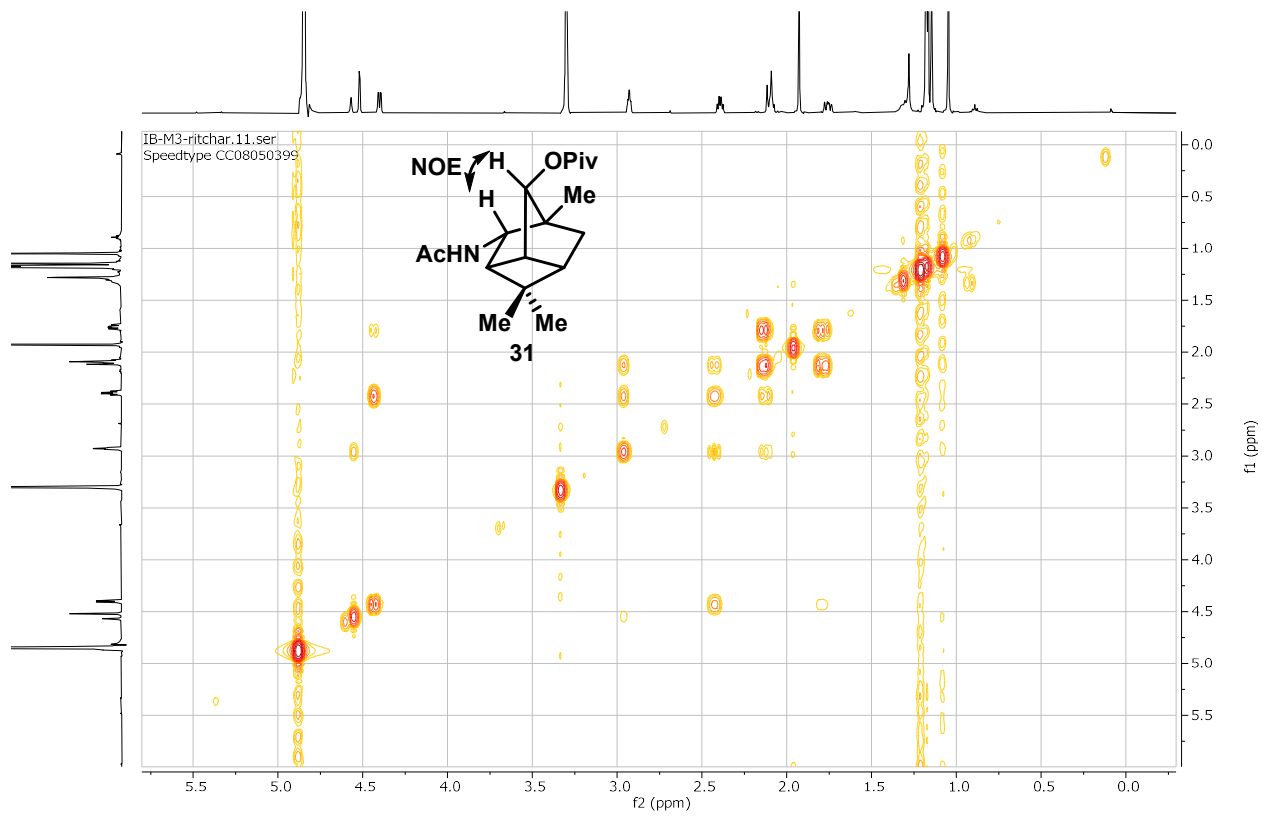 IB-M3-ritchar.11.ser
Speedtype CC08050399
NOE
H
OPiv
H
Me
AcHN
Me
Me
31
0.0
0.5
1.0
1.5
2.0
2.5
3.0
3.5
4.0
4.5
5.0
5.5
f1 (ppm)
5.5 5.0 4.5 4.0 3.5 3.0 2.5 2.0 1.5 1.0 0.5 0.0
f2 (ppm)